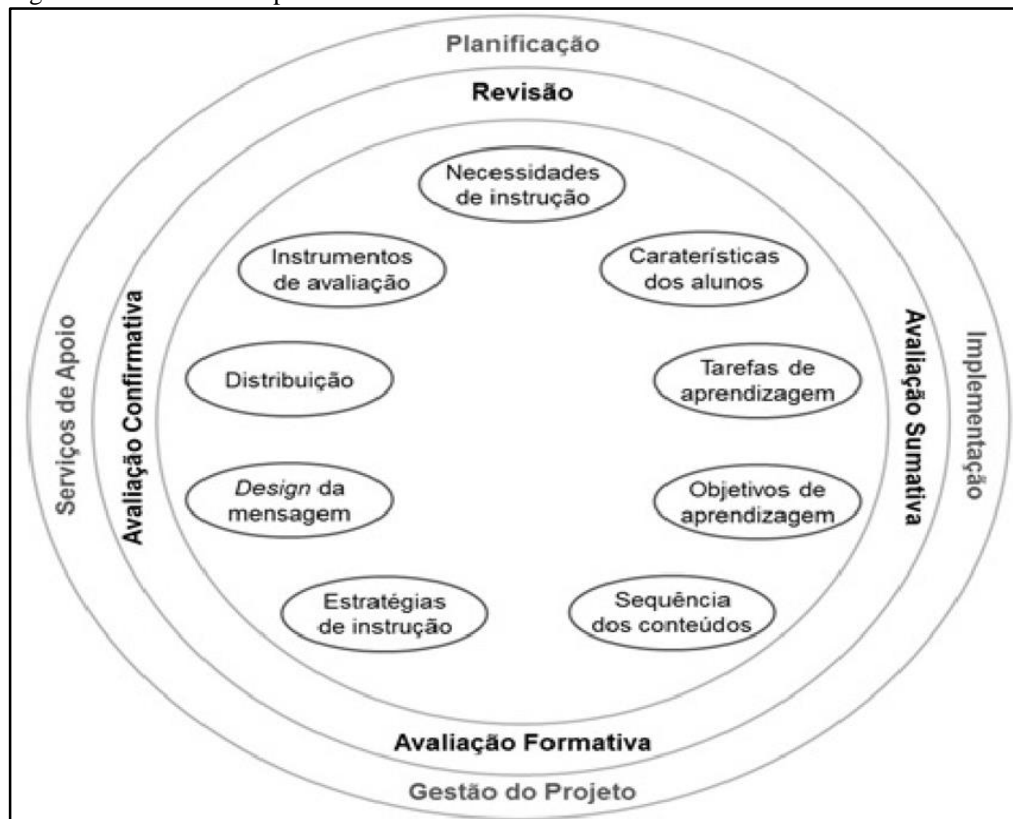 Planificação
Revisão
Necessidades
de instrução
Instrumentos
de avaliação
Caraterísticas
dos alunos
Distribuição
Tarefas de
aprendizagem
Design da
mensagem
Objetivos de
aprendizagem
Estratégias
de instrução
Sequência
dos conteúdos
Avaliação Formativa
Gestão do Projeto
Serviços de Apoio
Avaliação Confirmativa
Avaliação Sumativa
Implementação